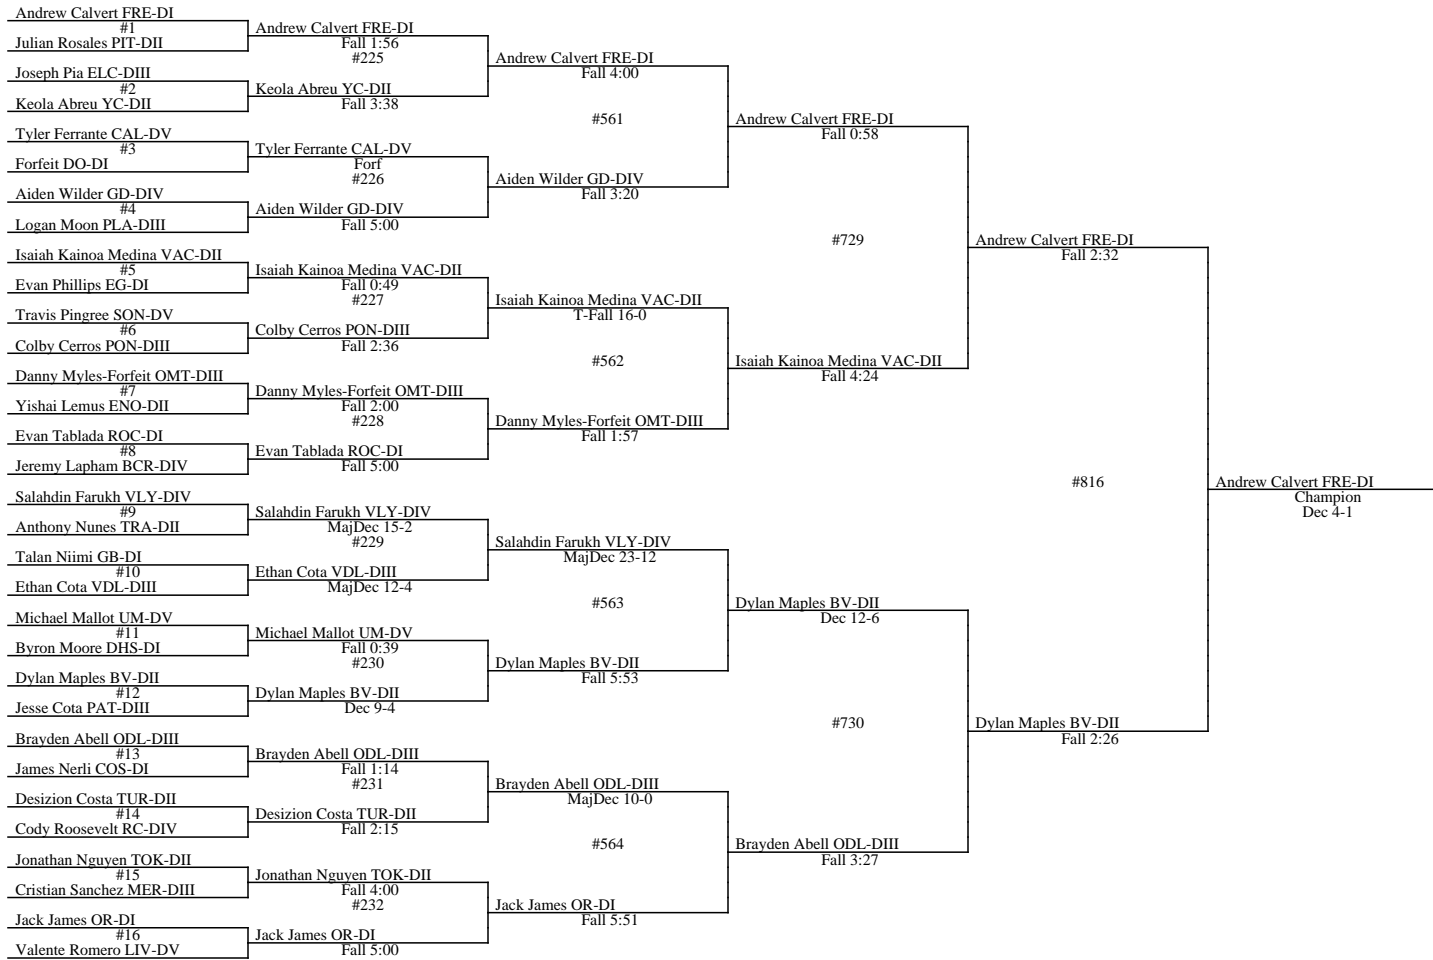 Andrew Calvert FRE-DI
#1
Julian Rosales PIT-DII
Joseph Pia ELC-DIII
#2
Keola Abreu YC-DII
Tyler Ferrante CAL-DV
#3
Forfeit DO-DI
Aiden Wilder GD-DIV
#4
Logan Moon PLA-DIII
Isaiah Kainoa Medina VAC-DII
#5
Evan Phillips EG-DI
Travis Pingree SON-DV
#6
Colby Cerros PON-DIII
Danny Myles-Forfeit OMT-DIII
#7
Yishai Lemus ENO-DII
Evan Tablada ROC-DI
#8
Jeremy Lapham BCR-DIV
Salahdin Farukh VLY-DIV
#9
Anthony Nunes TRA-DII
Talan Niimi GB-DI
#10
Ethan Cota VDL-DIII
Michael Mallot UM-DV
#11
Byron Moore DHS-DI
Dylan Maples BV-DII
#12
Jesse Cota PAT-DIII
Brayden Abell ODL-DIII
#13
James Nerli COS-DI
Desizion Costa TUR-DII
#14
Cody Roosevelt RC-DIV
Jonathan Nguyen TOK-DII
#15
Cristian Sanchez MER-DIII
Jack James OR-DI
#16
Valente Romero LIV-DV
Andrew Calvert FRE-DI
Fall 1:56
#225
Keola Abreu YC-DII
Fall 3:38
Tyler Ferrante CAL-DV
Forf
#226
Aiden Wilder GD-DIV
Fall 5:00
Isaiah Kainoa Medina VAC-DII
Fall 0:49
#227
Colby Cerros PON-DIII
Fall 2:36
Danny Myles-Forfeit OMT-DIII
Fall 2:00
#228
Evan Tablada ROC-DI
Fall 5:00
Salahdin Farukh VLY-DIV
MajDec 15-2
#229
Ethan Cota VDL-DIII
MajDec 12-4
Michael Mallot UM-DV
Fall 0:39
#230
Dylan Maples BV-DII
Dec 9-4
Brayden Abell ODL-DIII
Fall 1:14
#231
Desizion Costa TUR-DII
Fall 2:15
Jonathan Nguyen TOK-DII
Fall 4:00
#232
Jack James OR-DI
Fall 5:00
Andrew Calvert FRE-DI
Fall 4:00
#561
Aiden Wilder GD-DIV
Fall 3:20
Isaiah Kainoa Medina VAC-DII
T-Fall 16-0
#562
Danny Myles-Forfeit OMT-DIII
Fall 1:57
Salahdin Farukh VLY-DIV
MajDec 23-12
#563
Dylan Maples BV-DII
Fall 5:53
Brayden Abell ODL-DIII
MajDec 10-0
#564
Jack James OR-DI
Fall 5:51
Andrew Calvert FRE-DI
Fall 0:58
#729
Isaiah Kainoa Medina VAC-DII
Fall 4:24
Dylan Maples BV-DII
Dec 12-6
#730
Brayden Abell ODL-DIII
Fall 3:27
Andrew Calvert FRE-DI
Fall 2:32
#816
Dylan Maples BV-DII
Fall 2:26
Andrew Calvert FRE-DI
Champion
Dec 4-1